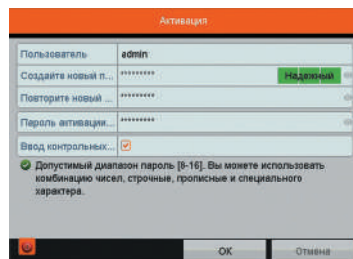 Активация
Пользователь admin
Создайте новый п... ********* Надежный
Повторите новый ... *********
Пароль активации... *********
Ввод контрольных...
Допустимый диапазон пароль [8-16]. Вы можете использовать
комбинацию чисел, строчные, прописные и специального
характера.
OK Отмена